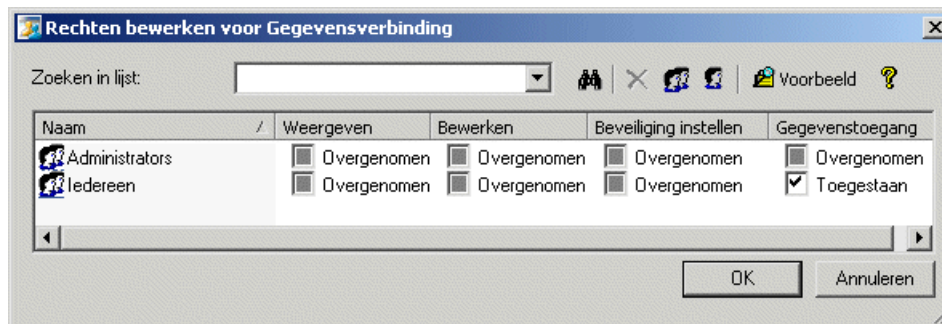 Rechten bewerken voor Gegevensverbinding
Zoeken in lijst: Voorbeeld
Naam Weergeven Bewerken Beveiliging instellen Gegevenstoegang
Administrators Overgenomen Overgenomen Overgenomen Overgenomen
Iedereen Overgenomen Overgenomen Overgenomen Toegestaan
OK Annuleren